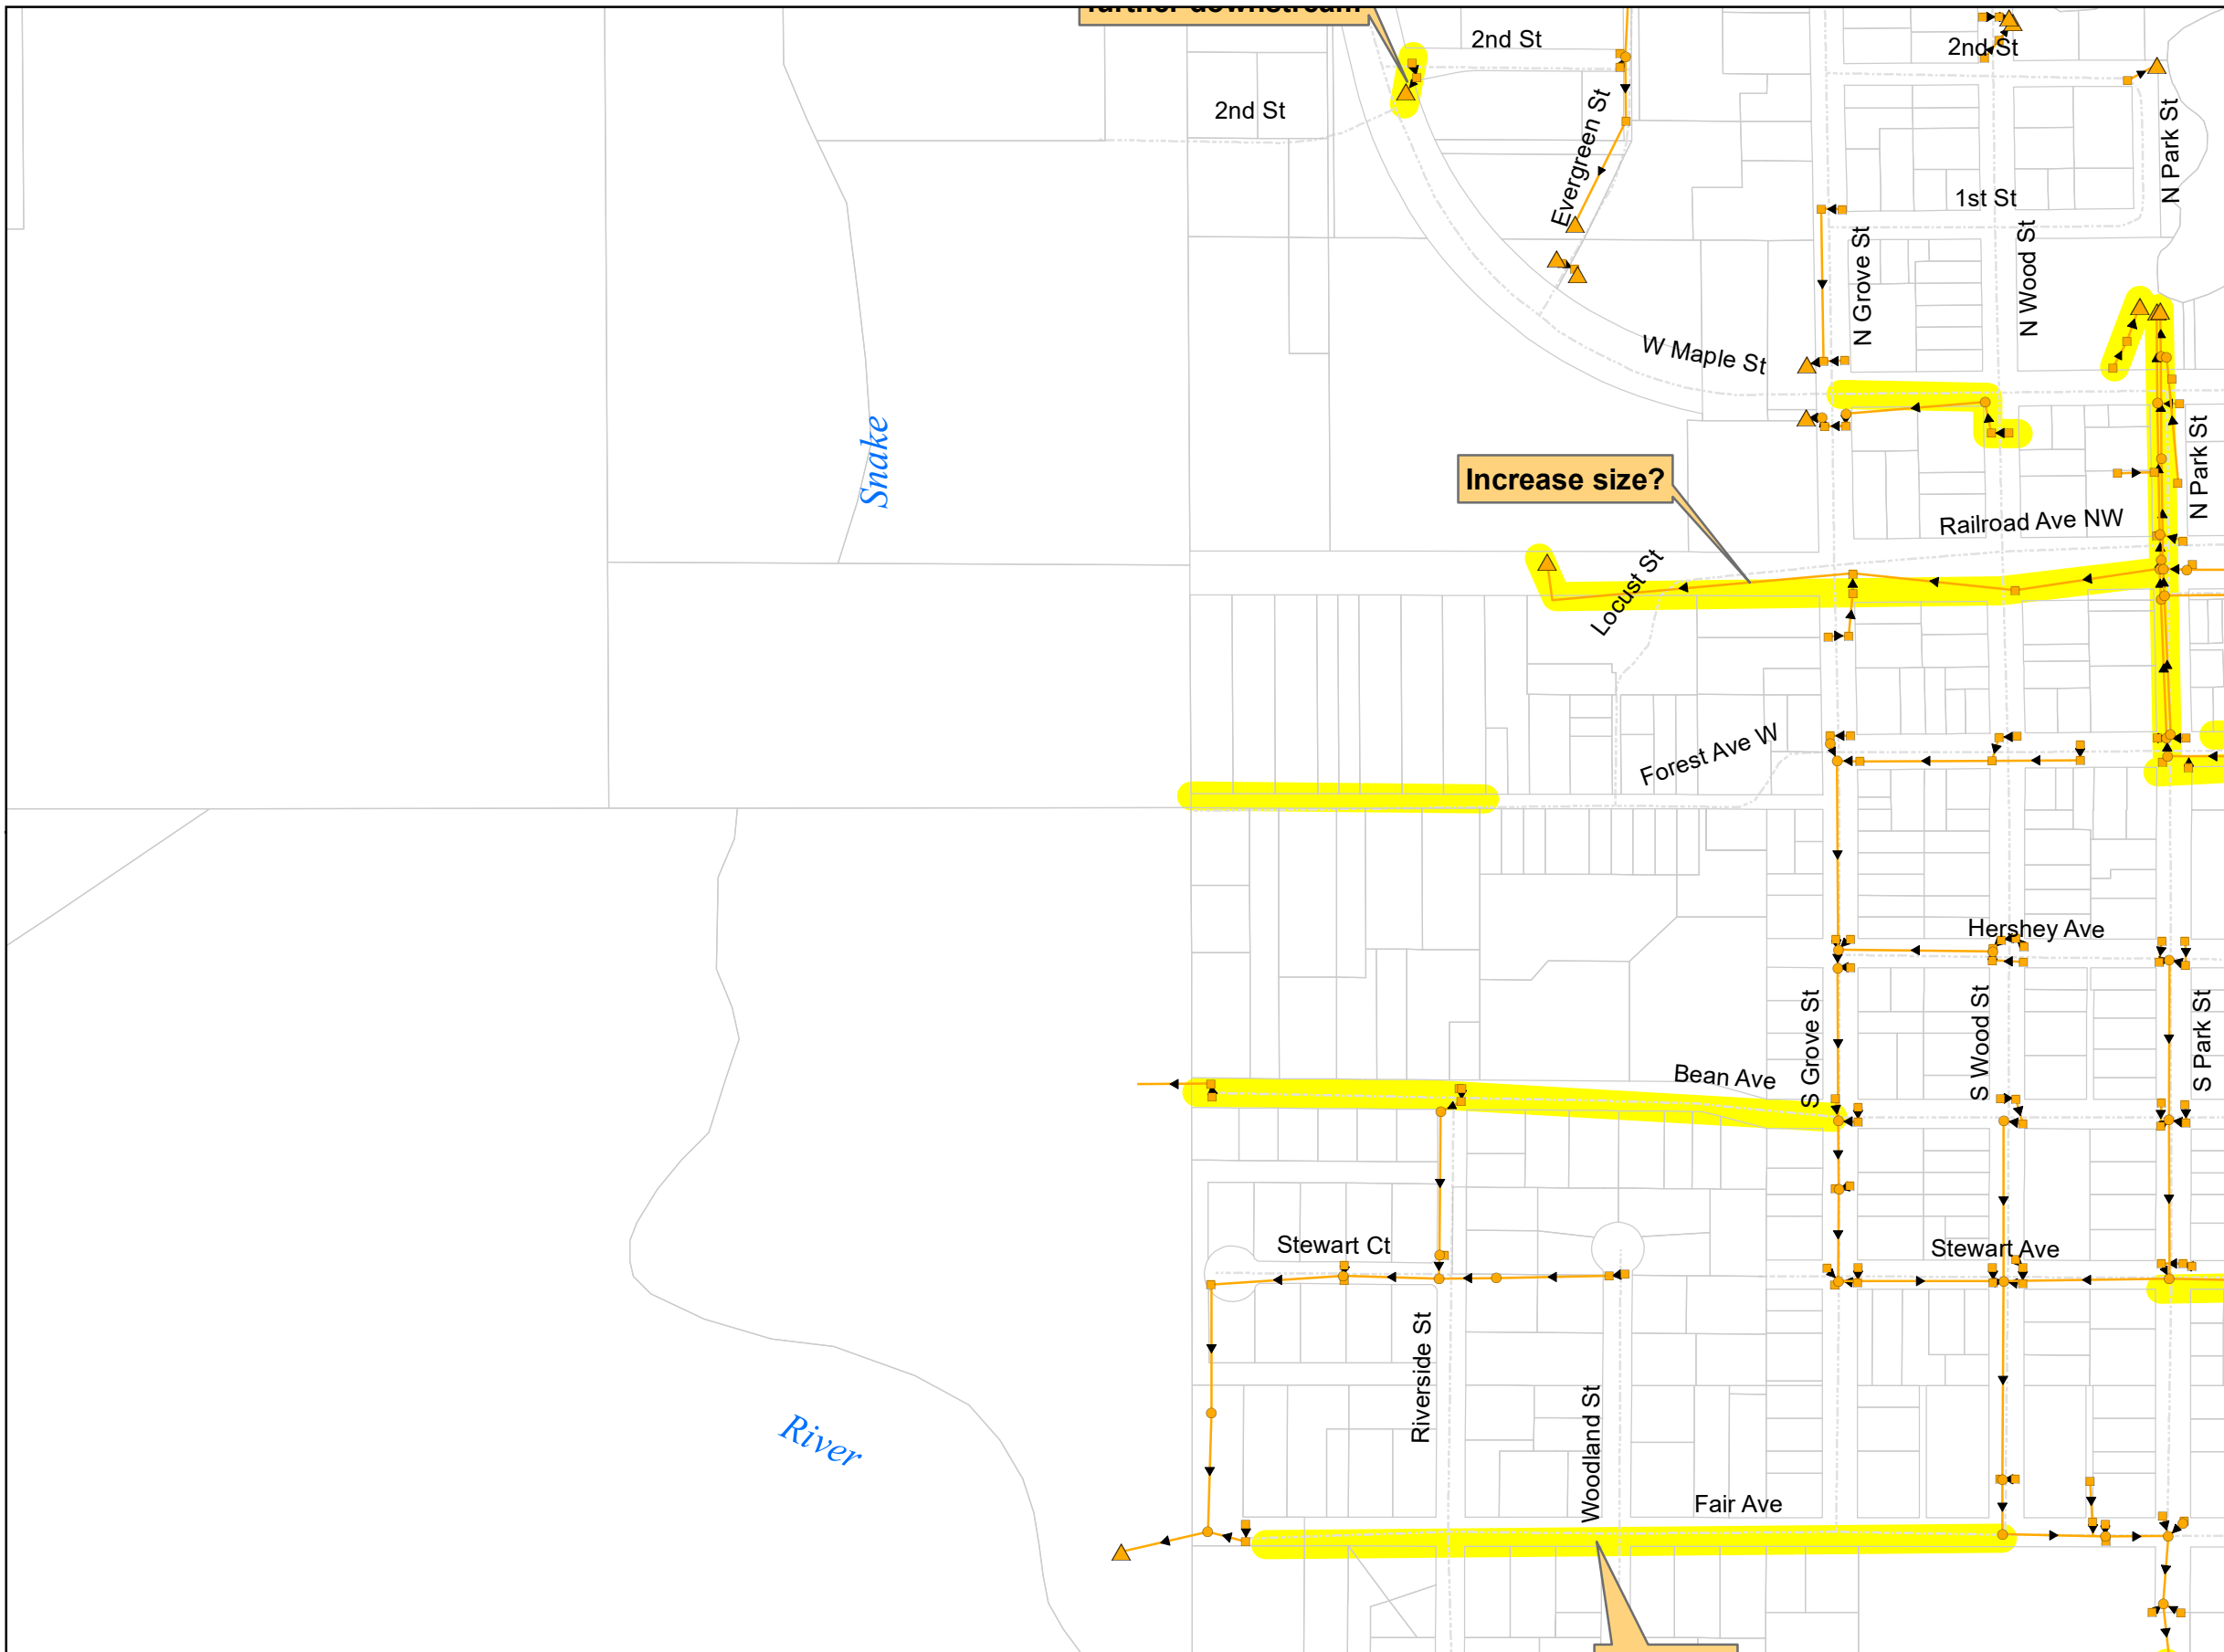 further downstream
2nd St
2nd St
2nd St
Evergreen St
N Park St
1st St
N Grove St
N Wood St
W Maple St
Snake
Increase size?
N Park St
Railroad Ave NW
Locust St
Forest Ave W
Hershey Ave
S Grove St
S Wood St
S Park St
Bean Ave
Stewart Ct
Stewart Ave
Riverside St
Woodland St
River
Fair Ave